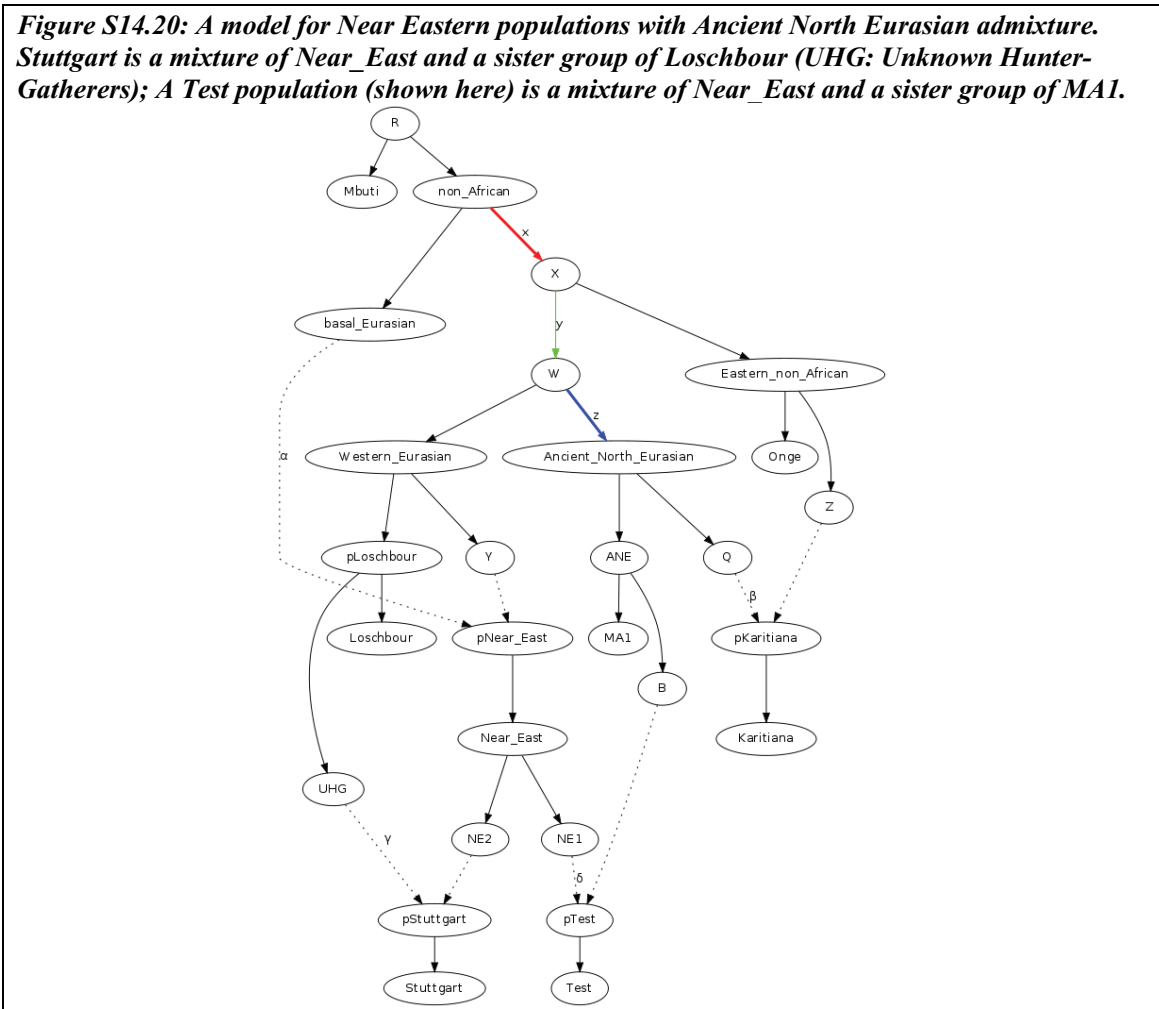 Figure S14.20: A model for Near Eastern populations with Ancient North Eurasian admixture.
Stuttgart is a mixture of Near_East and a sister group of Loschbour (UHG: Unknown Hunter-
Gatherers); A Test population (shown here) is a mixture of Near_East and a sister group of MA1.
R
Mbuti
non_African
x
X
basal_Eurasian
y
W
Eastern_non_African
z
α
Western_Eurasian
Ancient_North_Eurasian
Onge
Z
pLoschbour
Y
ANE
Q
β
Loschbour
pNear_East
MA1
pKaritiana
B
Near_East
Karitiana
UHG
γ
NE2
NE1
δ
pStuttgart
pTest
Stuttgart
Test